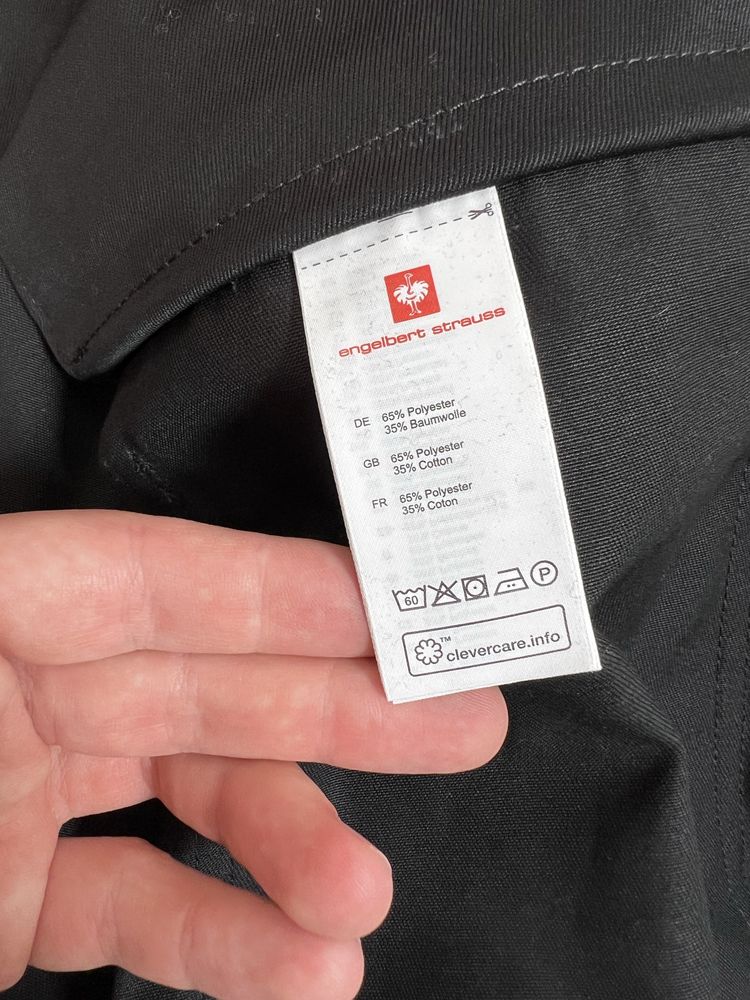 engelbert strauss
DE 65% Polyester
35% Baumwolle
GB 65% Polyester
35% Cotton
FR 65% Polyester
35% Coton
60 P
™ clevercare.info